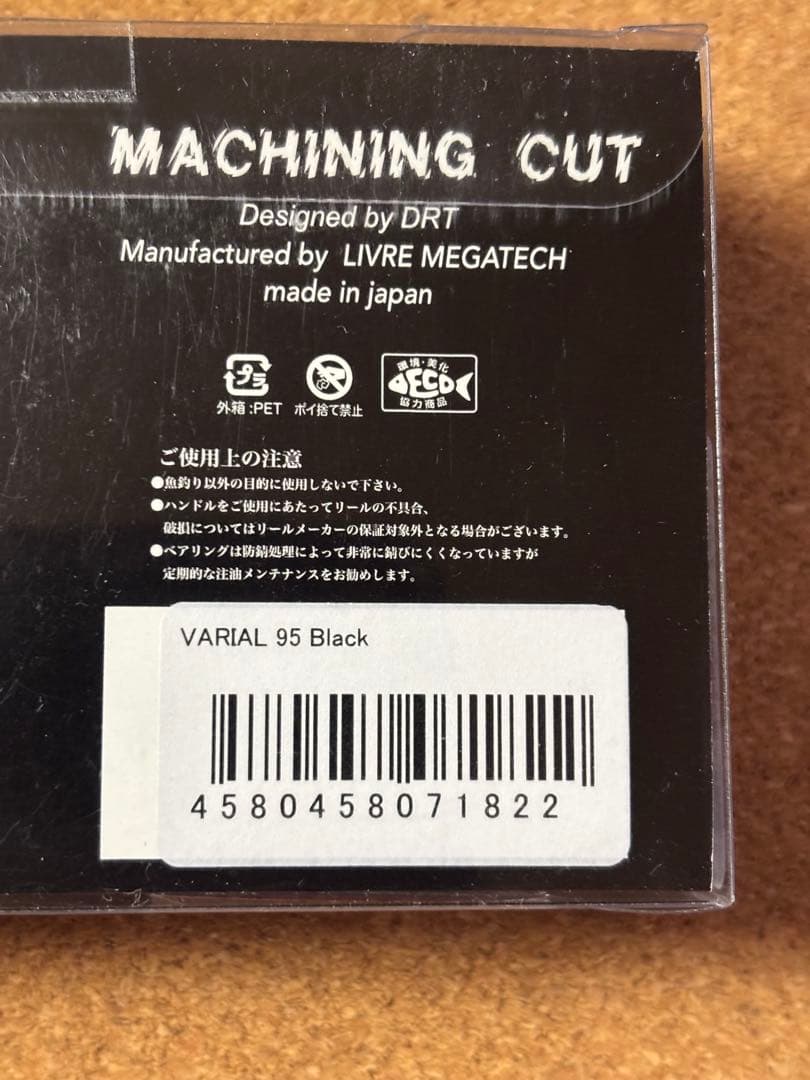 MACHINING CUT
Designed by DRT
Manufactured by LIVRE MEGATECH
made in japan
プラ
環境・美化
ECO
協力商品
外箱:PET ポイ捨て禁止
ご使用上の注意
●魚釣り以外の目的に使用しないで下さい。
●ハンドルをご使用にあたってリールの不具合、
破損についてはリールメーカーの保証対象外となる場合がございます。
●ベアリングは防錆処理によって非常に錆びにくくなっていますが
定期的な注油メンテナンスをお勧めします。
VARIAL 95 Black
4580458071822